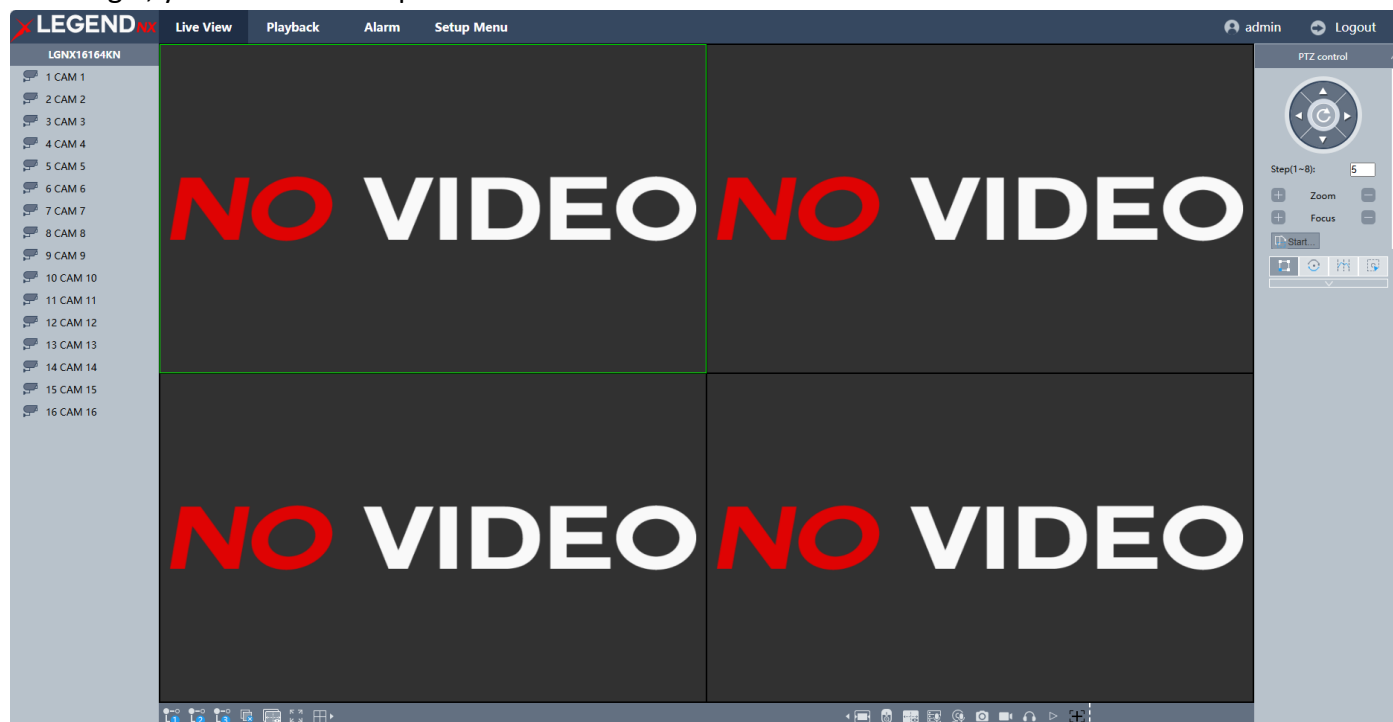 LEGEND NX Live View Playback Alarm Setup Menu admin Logout
LGNX16164KN
1 CAM 1
2 CAM 2
3 CAM 3
4 CAM 4
5 CAM 5
6 CAM 6
7 CAM 7
8 CAM 8
9 CAM 9
10 CAM 10
11 CAM 11
12 CAM 12
13 CAM 13
14 CAM 14
15 CAM 15
16 CAM 16
NO VIDEO
NO VIDEO
NO VIDEO
NO VIDEO
PTZ control
Step(1~8): 5
Zoom
Focus
Start...
1 2 3